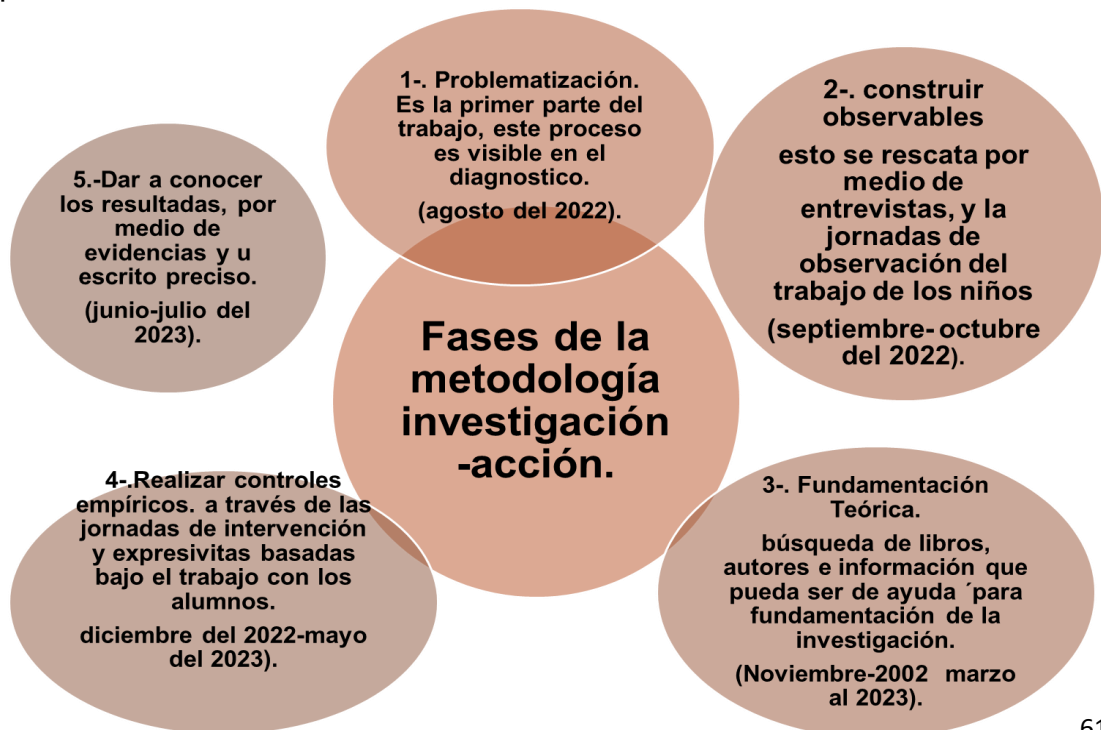 1-. Problematización.
Es la primer parte del
trabajo, este proceso
es visible en el
diagnostico.
(agosto del 2022).
2-. construir
observables
esto se rescata por
medio de
entrevistas, y la
jornadas de
observación del
trabajo de los niños
(septiembre- octubre
del 2022).
3-. Fundamentación
Teórica.
búsqueda de libros,
autores e información que
pueda ser de ayuda ´para
fundamentación de la
investigación.
(Noviembre-2002 marzo
al 2023).
4-.Realizar controles
empíricos. a través de las
jornadas de intervención
y expresivitas basadas
bajo el trabajo con los
alumnos.
diciembre del 2022-mayo
del 2023).
5.-Dar a conocer
los resultadas, por
medio de
evidencias y u
escrito preciso.
(junio-julio del
2023).
Fases de la
metodología
investigación
-acción.
61